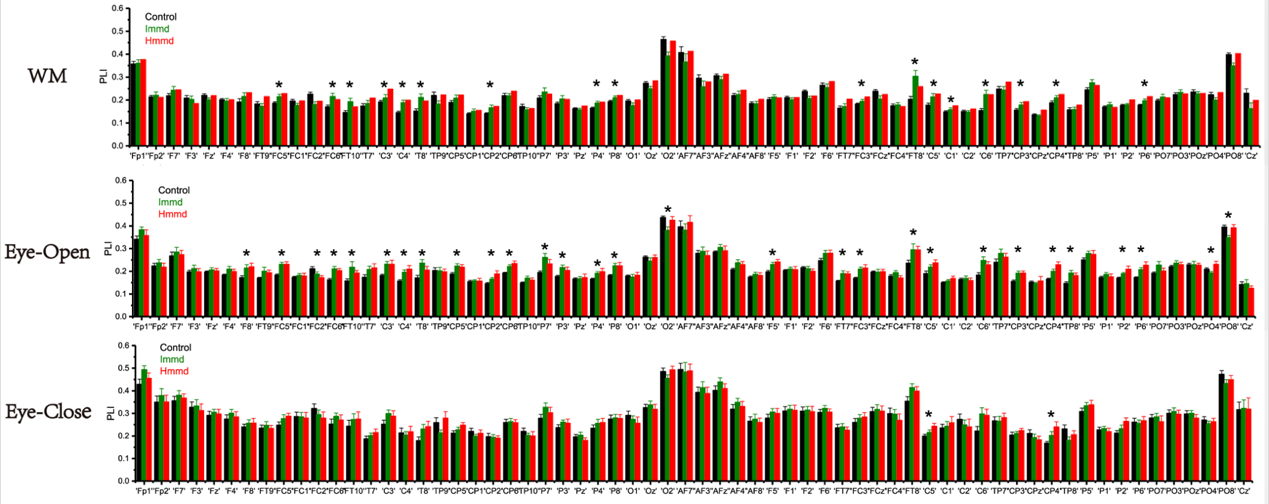 WM
PLI
0.6
0.5
0.4
0.3
0.2
0.1
0.0
Control
Immd
Hmmd
* * * * * * * * * * * * * * * * * *
'Fp1''Fp2' 'F7' 'F3' 'Fz' 'F4' 'F8' 'FT9''FC5''FC1''FC2''FC6''FT10''T7' 'C3' 'C4' 'T8' 'TP9''CP5''CP1''CP2''CP6'TP10''P7' 'P3' 'Pz' 'P4' 'P8' 'O1' 'Oz' 'O2' 'AF7''AF3''AFz''AF4''AF8' 'F5' 'F1' 'F2' 'F6' 'FT7''FC3''FCz''FC4''FT8' 'C5' 'C1' 'C2' 'C6' 'TP7''CP3''CPz''CP4''TP8' 'P5' 'P1' 'P2' 'P6' 'PO7''PO3''POz''PO4''PO8' 'Cz'
Eye-Open
PLI
0.6
0.5
0.4
0.3
0.2
0.1
0.0
Control
Immd
Hmmd
* * * * * * * * * * * * * * * * * * * * * * * * * * * * * *
'Fp1''Fp2' 'F7' 'F3' 'Fz' 'F4' 'F8' 'FT9''FC5''FC1''FC2''FC6''FT10''T7' 'C3' 'C4' 'T8' 'TP9''CP5''CP1''CP2''CP6'TP10''P7' 'P3' 'Pz' 'P4' 'P8' 'O1' 'Oz' 'O2' 'AF7''AF3''AFz''AF4''AF8' 'F5' 'F1' 'F2' 'F6' 'FT7''FC3''FCz''FC4''FT8' 'C5' 'C1' 'C2' 'C6' 'TP7''CP3''CPz''CP4''TP8' 'P5' 'P1' 'P2' 'P6' 'PO7''PO3''POz''PO4''PO8' 'Cz'
Eye-Close
PLI
0.6
0.5
0.4
0.3
0.2
0.1
0.0
Control
Immd
Hmmd
* *
'Fp1''Fp2' 'F7' 'F3' 'Fz' 'F4' 'F8' 'FT9''FC5''FC1''FC2''FC6''FT10''T7' 'C3' 'C4' 'T8' 'TP9''CP5''CP1''CP2''CP6'TP10''P7' 'P3' 'Pz' 'P4' 'P8' 'O1' 'Oz' 'O2' 'AF7''AF3''AFz''AF4''AF8' 'F5' 'F1' 'F2' 'F6' 'FT7''FC3''FCz''FC4''FT8' 'C5' 'C1' 'C2' 'C6' 'TP7''CP3''CPz''CP4''TP8' 'P5' 'P1' 'P2' 'P6' 'PO7''PO3''POz''PO4''PO8' 'Cz'